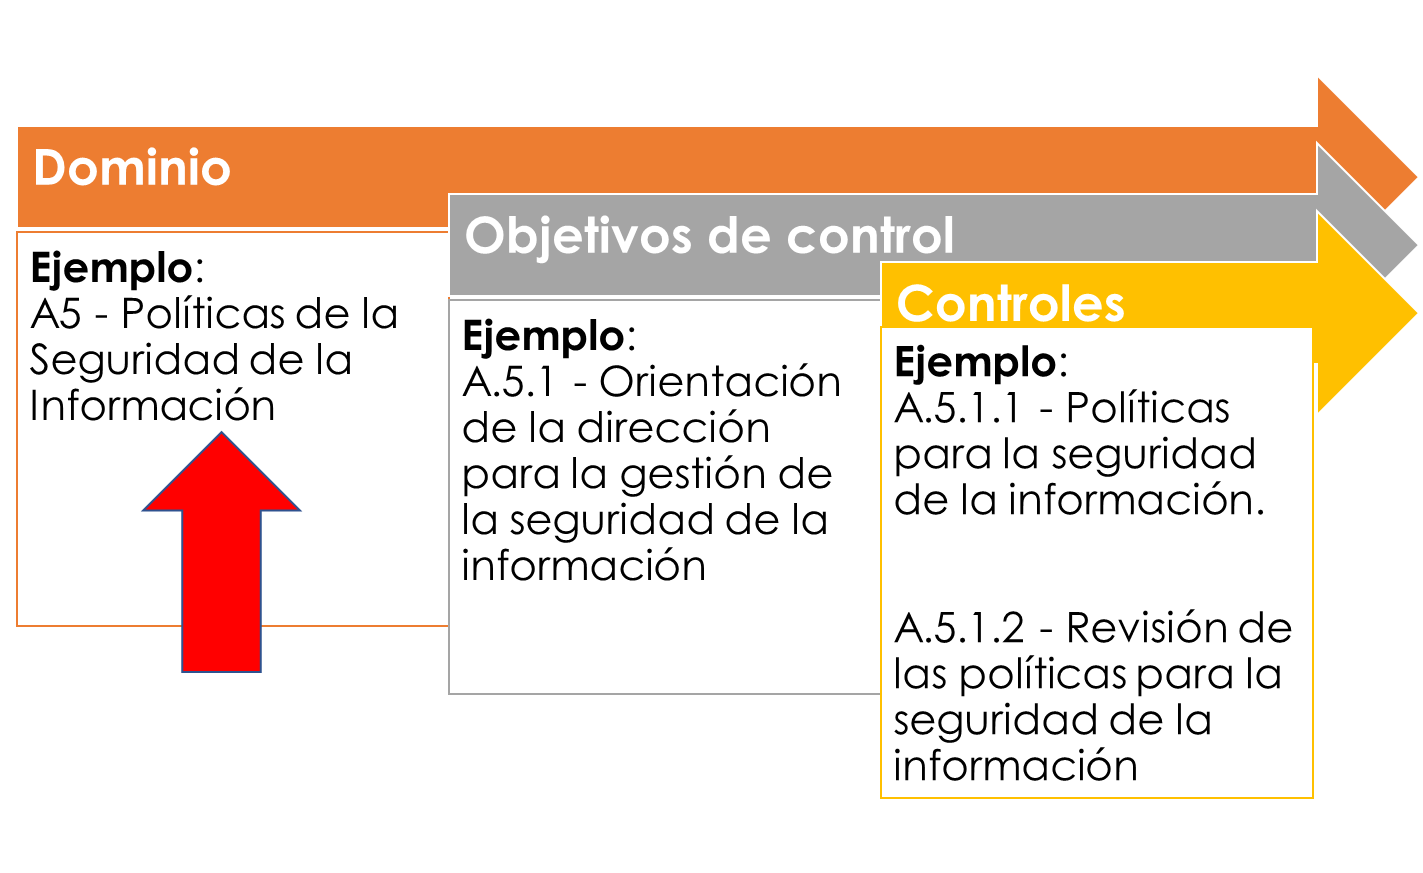 Dominio
Ejemplo:
A5 - Políticas de la
Seguridad de la
Información
Objetivos de control
Ejemplo:
A.5.1 - Orientación
de la dirección
para la gestión de
la seguridad de la
información
Controles
Ejemplo:
A.5.1.1 - Políticas
para la seguridad
de la información.
A.5.1.2 - Revisión de
las políticas para la
seguridad de la
información